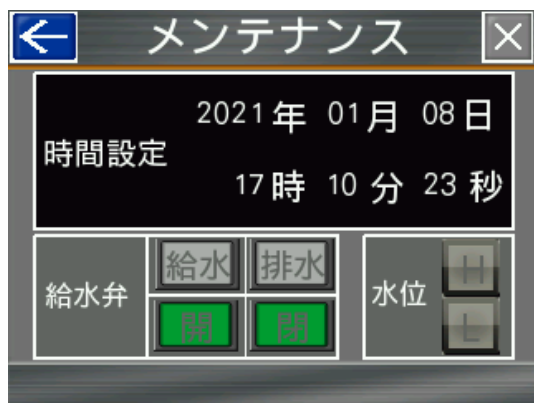 メンテナンス
2021年 01月 08日
時間設定
17時 10分 23秒
給水 排水
給水弁
開 閉
水位
H
L